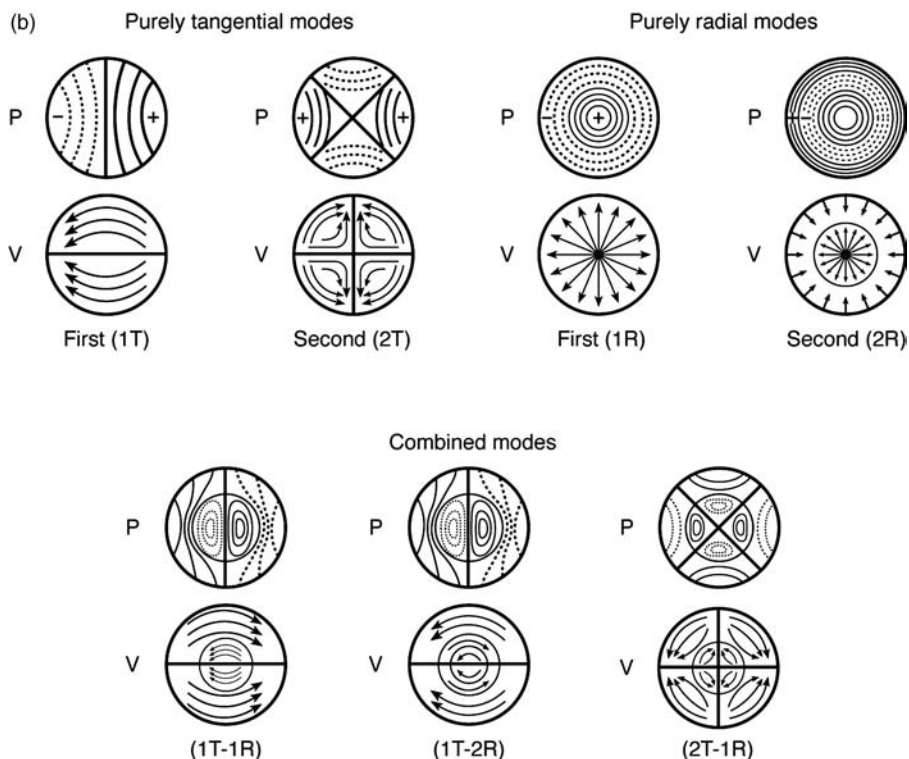 (b) Purely tangential modes Purely radial modes
P - + P + + P - + P + -
V V V V
First (1T) Second (2T) First (1R) Second (2R)
Combined modes
P P P
V V V
(1T-1R) (1T-2R) (2T-1R)